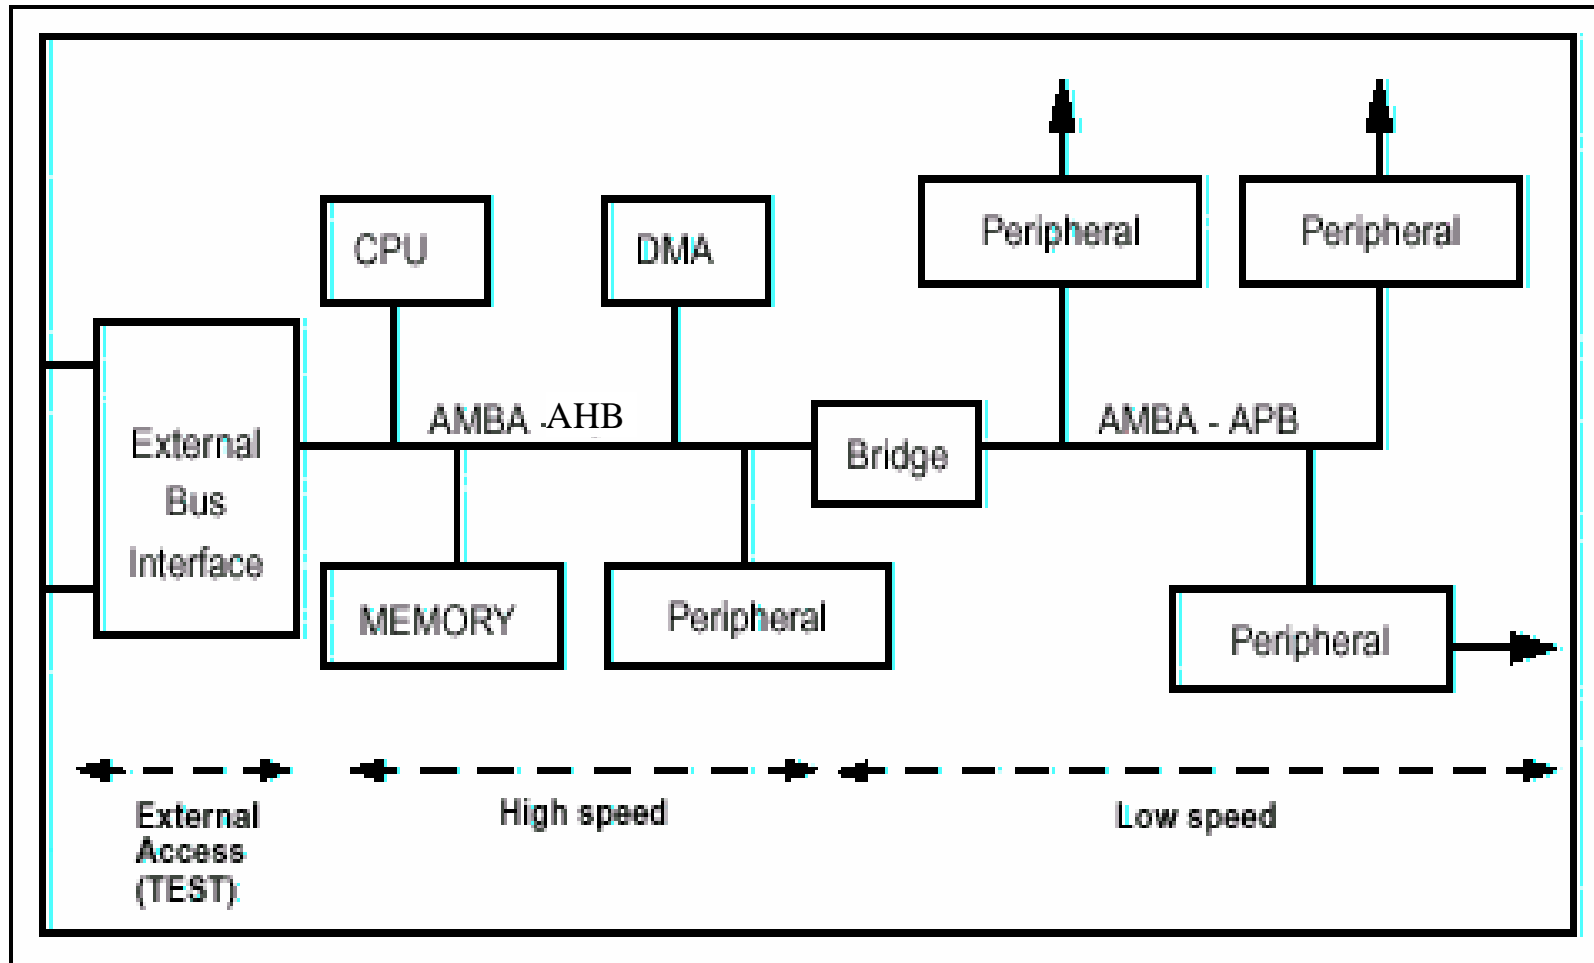 Peripheral
Peripheral
CPU
DMA
AMBA - AHB
AMBA - APB
External
Bus
Interface
Bridge
MEMORY
Peripheral
Peripheral
External
Access
(TEST)
High speed
Low speed